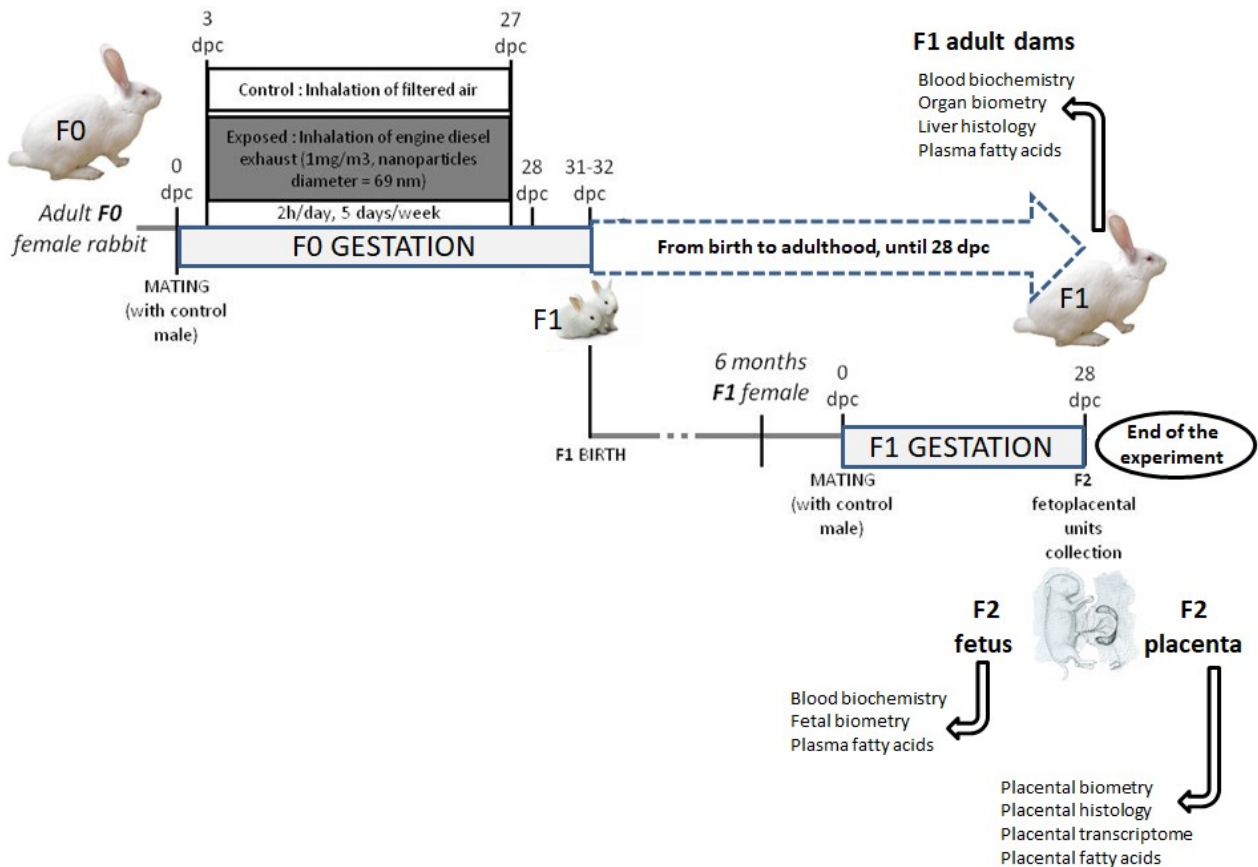 3
dpc
27
dpc
F0
Control : Inhalation of filtered air
Exposed : Inhalation of engine diesel
exhaust (1mg/m3, nanoparticles
diameter = 69 nm)
2h/day, 5 days/week
0
dpc
28
dpc
31-32
dpc
Adult F0
female rabbit
F0 GESTATION
MATING
(with control
male)
From birth to adulthood, until 28 dpc
F1 adult dams
Blood biochemistry
Organ biometry
Liver histology
Plasma fatty acids
F1
F1
6 months
F1 female
0
dpc
28
dpc
F1 BIRTH
F1 GESTATION
End of the
experiment
MATING
(with control
male)
F2
fetoplacental
units
collection
F2
fetus
F2
placenta
Blood biochemistry
Fetal biometry
Plasma fatty acids
Placental biometry
Placental histology
Placental transcriptome
Placental fatty acids